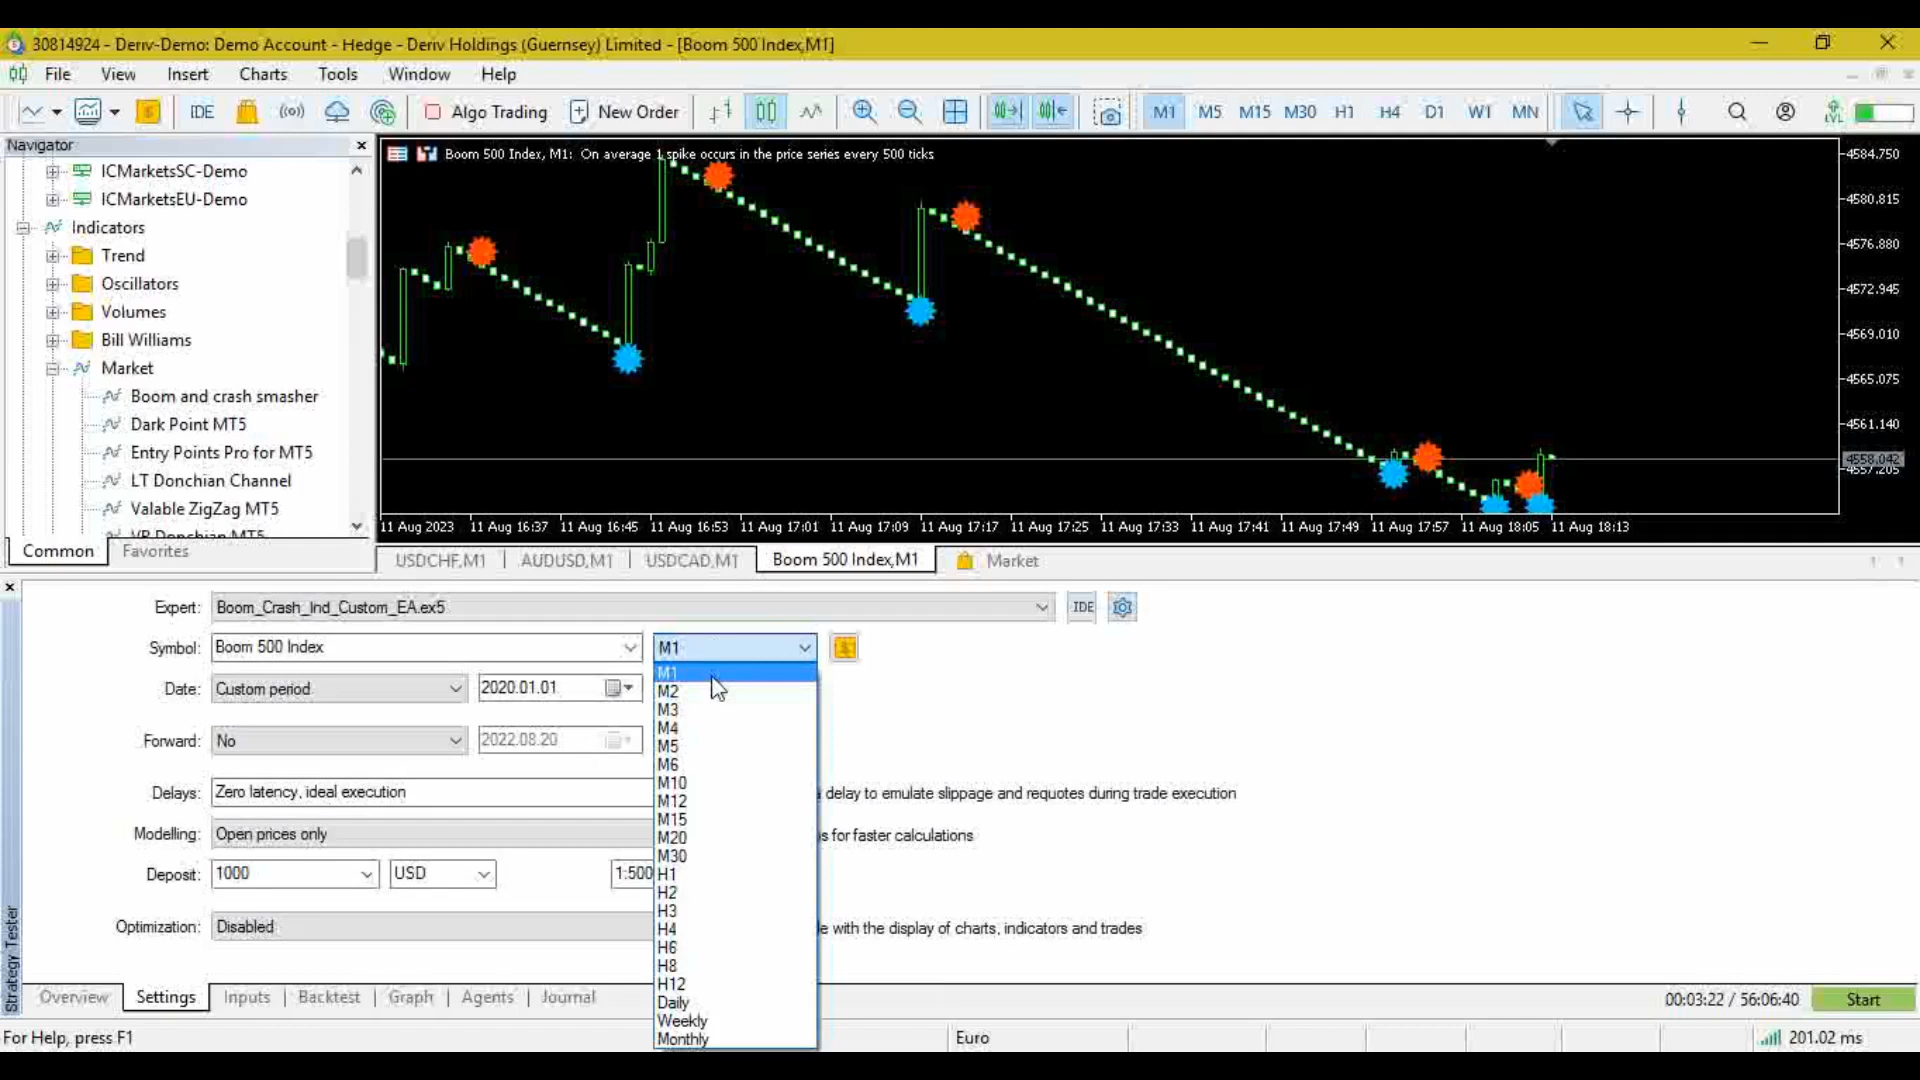 30814924 - Deriv-Demo: Demo Account - Hedge - Deriv Holdings (Guernsey) Limited - [Boom 500 Index,M1]
File View Insert Charts Tools Window Help
IDE Algo Trading New Order M1 M5 M15 M30 H1 H4 D1 W1 MN LVL
Navigator
ICMarketsSC-Demo
ICMarketsEU-Demo
Indicators
Trend
Oscillators
Volumes
Bill Williams
Market
Boom and crash smasher
Dark Point MT5
Entry Points Pro for MT5
LT Donchian Channel
Valable ZigZag MT5
VP Donchian MT5
Common Favorites
Boom 500 Index, M1: On average 1 spike occurs in the price series every 500 ticks
4584.750
4580.815
4576.880
4572.945
4569.010
4565.075
4561.140
4558.042
4557.205
11 Aug 2023 11 Aug 16:37 11 Aug 16:45 11 Aug 16:53 11 Aug 17:01 11 Aug 17:09 11 Aug 17:17 11 Aug 17:25 11 Aug 17:33 11 Aug 17:41 11 Aug 17:49 11 Aug 17:57 11 Aug 18:05 11 Aug 18:13
USDCHF,M1 AUDUSD,M1 USDCAD,M1 Boom 500 Index,M1 Market
Expert: Boom_Crash_Ind_Custom_EA.ex5 IDE
Symbol: Boom 500 Index M1
Date: Custom period 2020.01.01
Forward: No 2022.08.20
Delays: Zero latency, ideal execution delay to emulate slippage and requotes during trade execution
Modelling: Open prices only s for faster calculations
Deposit: 1000 USD 1:500
Optimization: Disabled e with the display of charts, indicators and trades
M1
M2
M3
M4
M5
M6
M10
M12
M15
M20
M30
H1
H2
H3
H4
H6
H8
H12
Daily
Weekly
Monthly
Strategy Tester
Overview Settings Inputs Backtest Graph Agents Journal 00:03:22 / 56:06:40 Start
For Help, press F1 Euro 201.02 ms